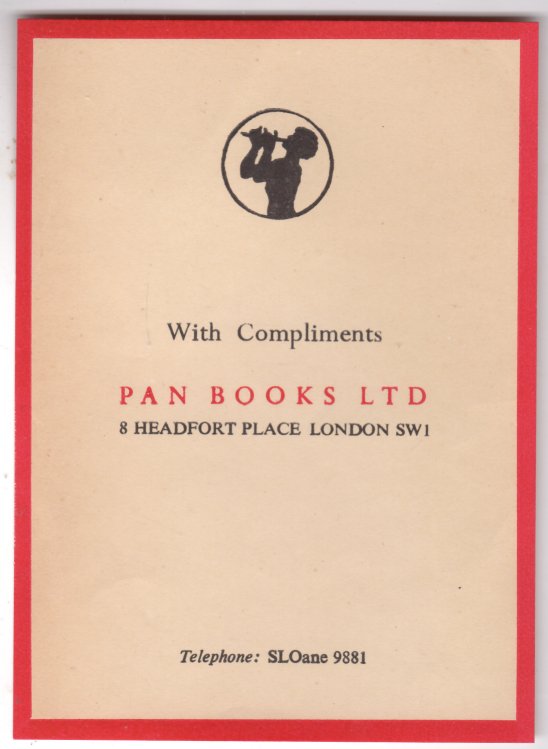 With Compliments
PAN BOOKS LTD
8 HEADFORT PLACE LONDON SW1
Telephone: SLOane 9881